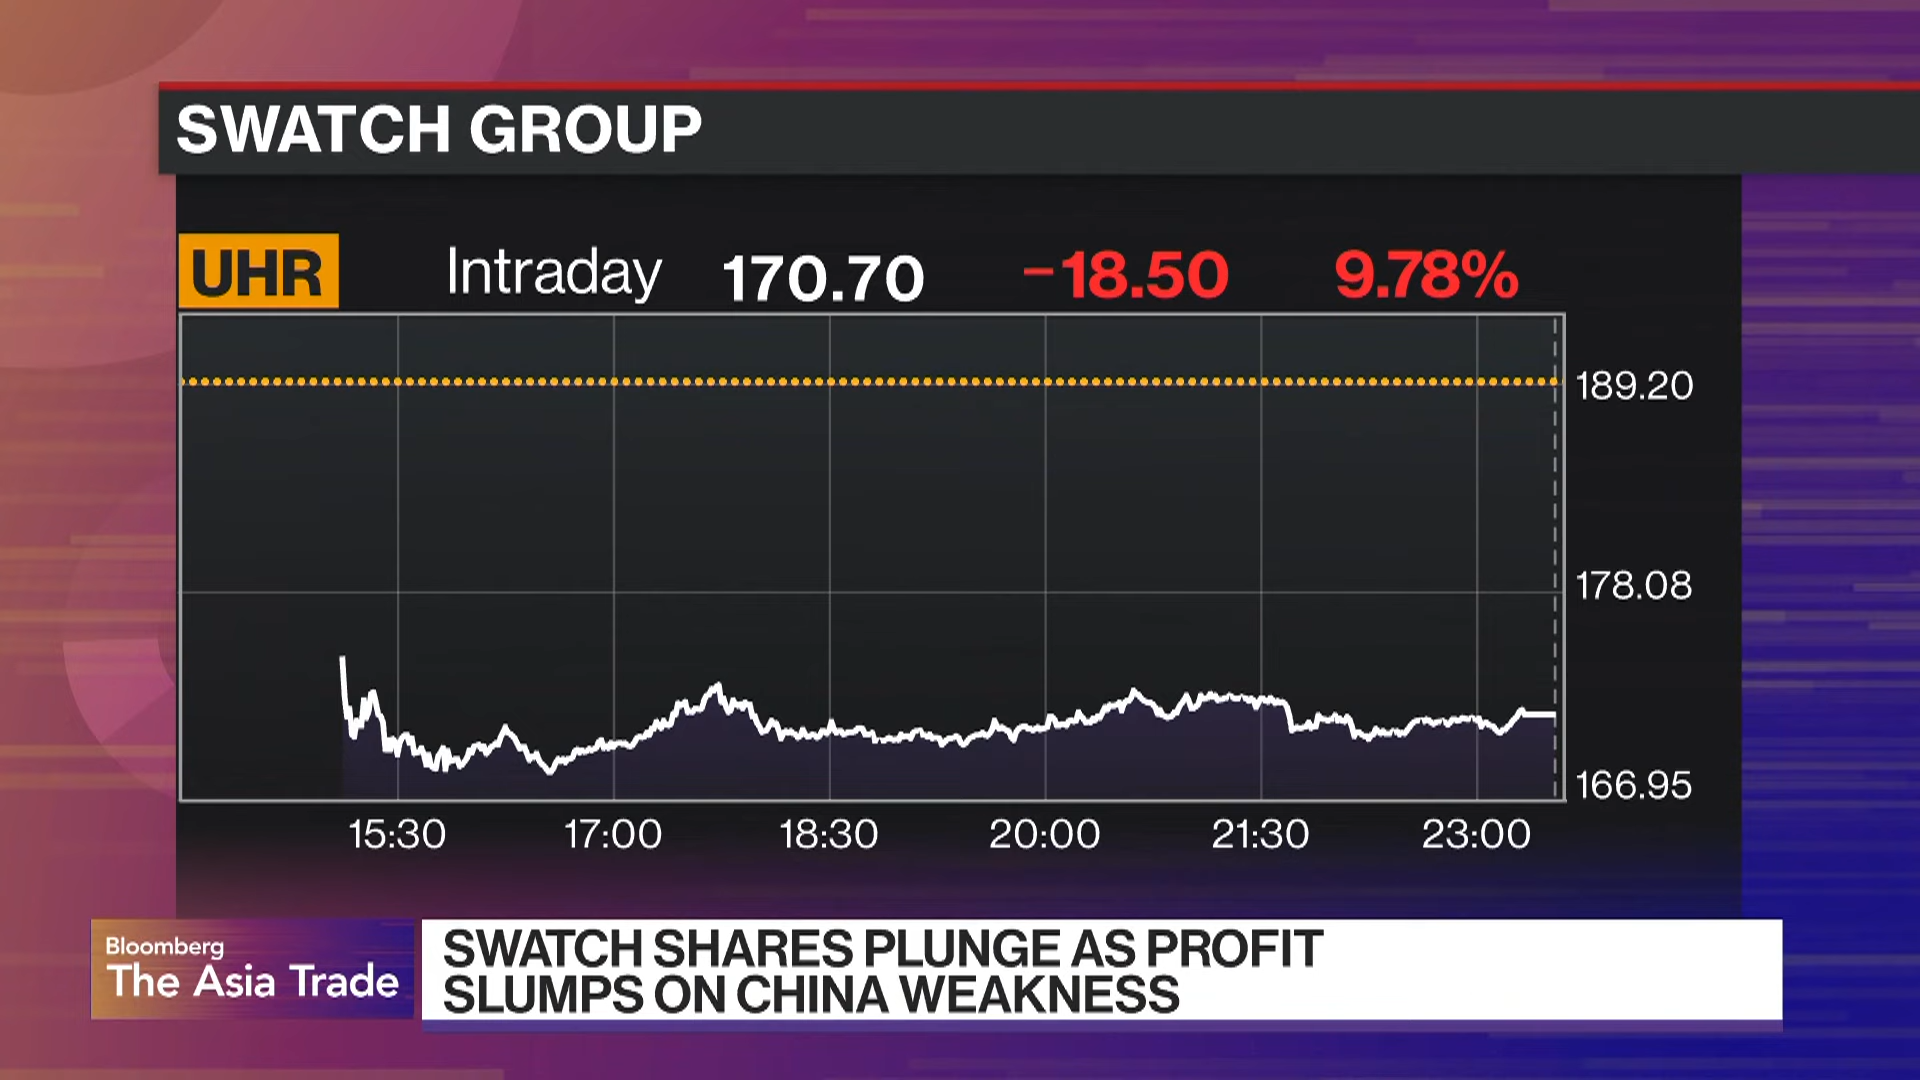 SWATCH GROUP
UHR Intraday 170.70 −18.50 9.78%
189.20
178.08
166.95
15:30 17:00 18:30 20:00 21:30 23:00
Bloomberg
The Asia Trade
SWATCH SHARES PLUNGE AS PROFIT
SLUMPS ON CHINA WEAKNESS